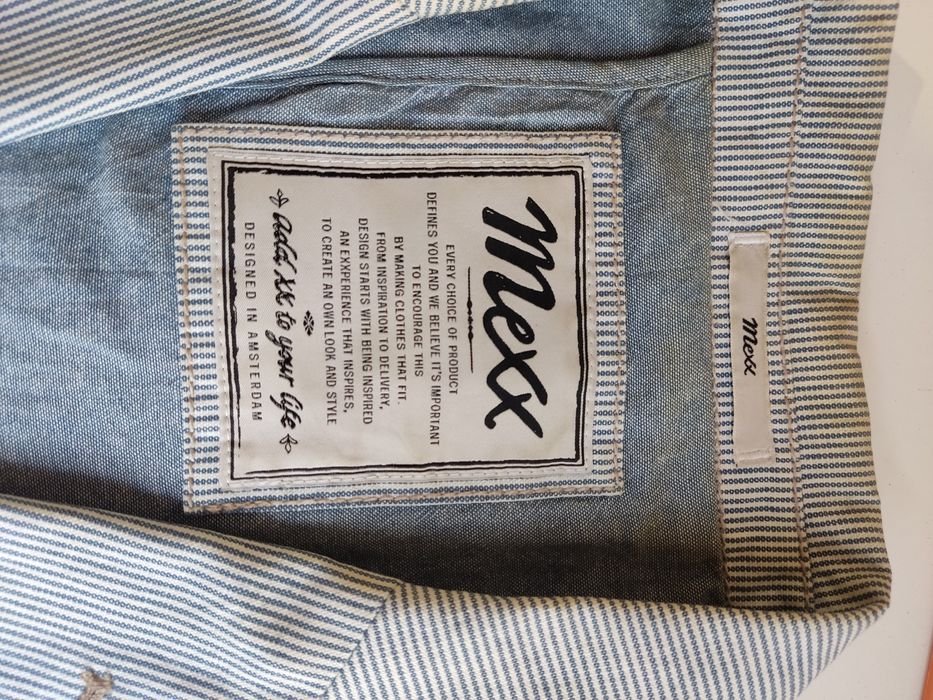 Mexx
EVERY CHOICE OF PRODUCT
DEFINES YOU AND WE BELIEVE IT'S IMPORTANT
TO ENCOURAGE THIS
BY MAKING CLOTHES THAT FIT.
FROM INSPIRATION TO DELIVERY,
DESIGN STARTS WITH BEING INSPIRED
AN EXXPERIENCE THAT INSPIRES,
TO CREATE AN OWN LOOK AND STYLE
add xx to your life
DESIGNED IN AMSTERDAM
Mexx